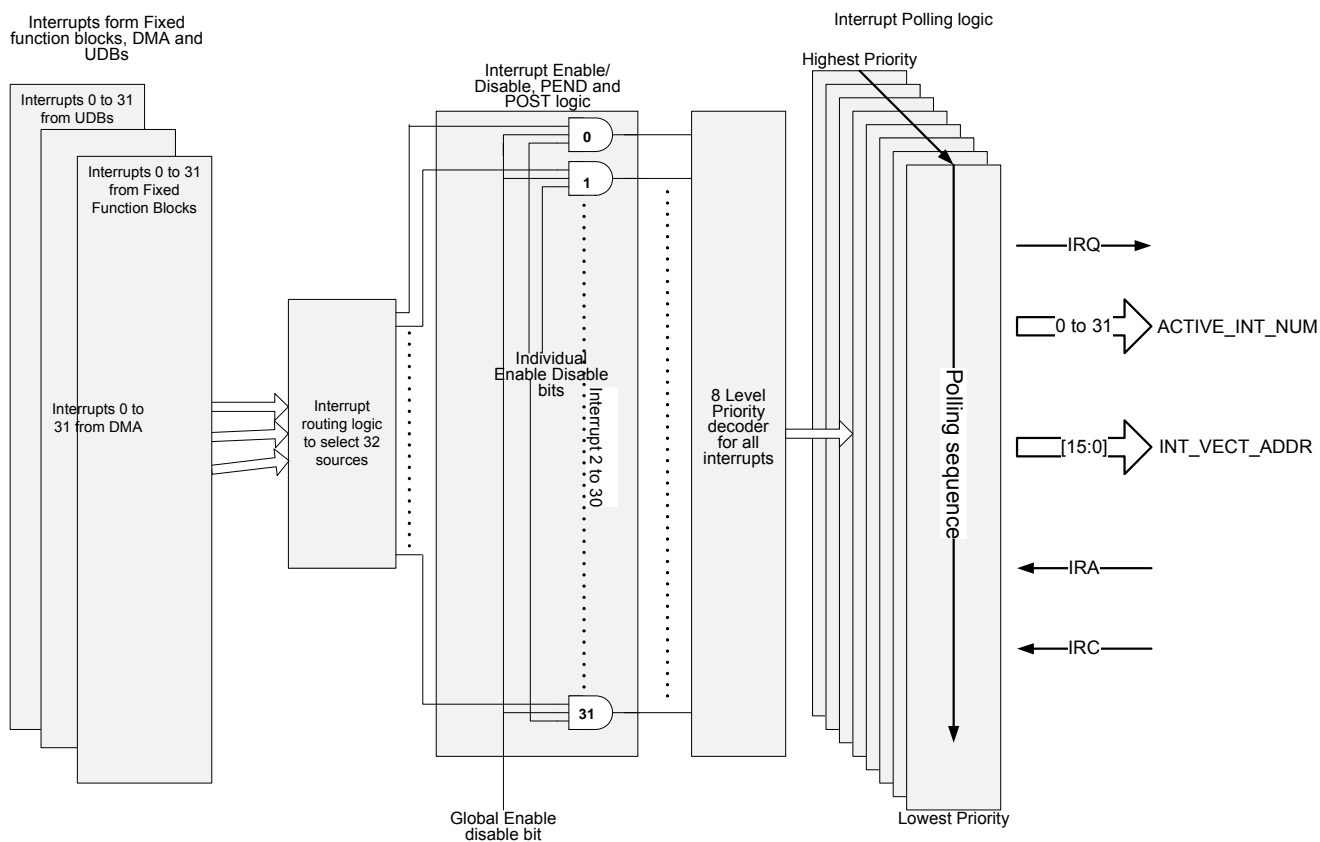 Interrupts form Fixed
function blocks, DMA and
UDBs
Interrupts 0 to 31
from UDBs
Interrupts 0 to 31
from Fixed
Function Blocks
Interrupts 0 to
31 from DMA
Interrupt
routing logic
to select 32
sources
Interrupt Enable/
Disable, PEND and
POST logic
0
1
Individual
Enable Disable
bits
Interrupt 2 to 30
31
Global Enable
disable bit
8 Level
Priority
decoder
for all
interrupts
Interrupt Polling logic
Highest Priority
Polling sequence
Lowest Priority
IRQ
0 to 31
ACTIVE_INT_NUM
[15:0]
INT_VECT_ADDR
IRA
IRC